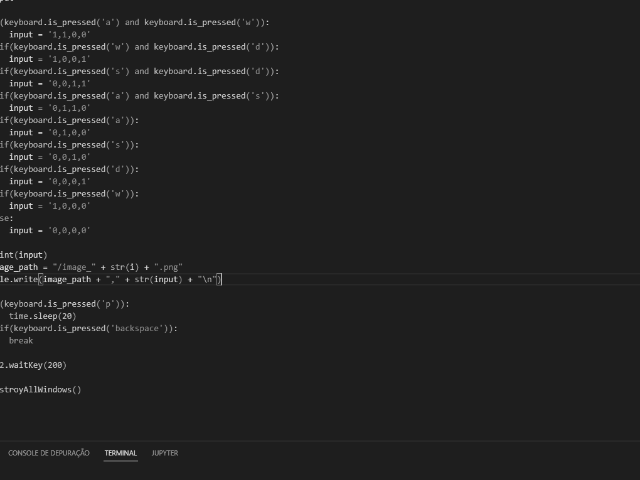 (keyboard.is_pressed('a') and keyboard.is_pressed('w')):
input = '1,1,0,0'
if(keyboard.is_pressed('w') and keyboard.is_pressed('d'):
input = '1,0,0,1'
if(keyboard.is_pressed('s') and keyboard.is_pressed('d'):
input = '0,0,1,1'
if(keyboard.is_pressed('a') and keyboard.is_pressed('s'):
input = '0,1,1,0'
if(keyboard.is_pressed('a')):
input = '0,1,0,0'
if(keyboard.is_pressed('s')):
input = '0,0,1,0'
if(keyboard.is_pressed('d')):
input = '0,0,0,1'
if(keyboard.is_pressed('w')):
input = '1,0,0,0'
se:
input = '0,0,0,0'
int(input)
age_path = "/image_" + str(i) + ".png"
le.write(image_path + "," + str(input) + "\n")
(keyboard.is_pressed('p')):
time.sleep(20)
if(keyboard.is_pressed('backspace')):
break
2.waitKey(200)
stroyAllWindows()
CONSOLE DE DEPURAÇÃO TERMINAL JUPYTER